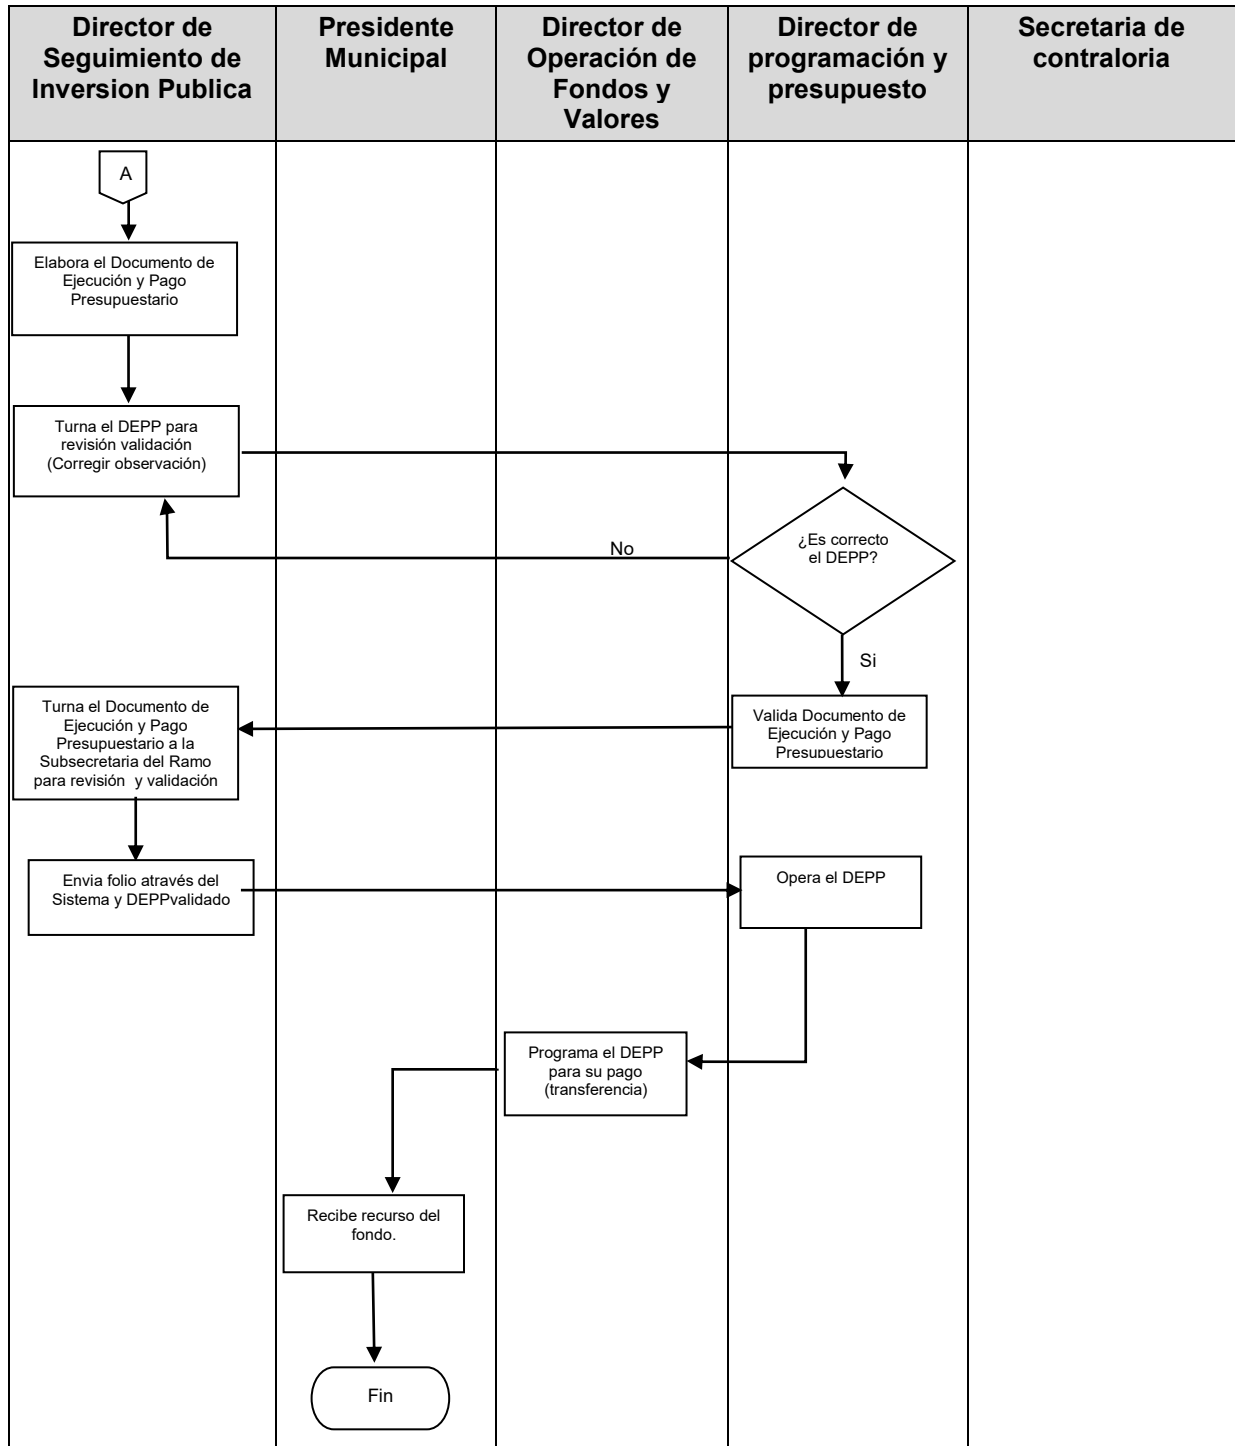 Director de
Seguimiento de
Inversion Publica
Presidente
Municipal
Director de
Operación de
Fondos y
Valores
Director de
programación y
presupuesto
Secretaria de
contraloria
A
Elabora el Documento de
Ejecución y Pago
Presupuestario
Turna el DEPP para
revisión validación
(Corregir observación)
¿Es correcto
el DEPP?
No
Si
Turna el Documento de
Ejecución y Pago
Presupuestario a la
Subsecretaria del Ramo
para revisión y validación
Valida Documento de
Ejecución y Pago
Presupuestario
Envia folio através del
Sistema y DEPPvalidado
Opera el DEPP
Programa el DEPP
para su pago
(transferencia)
Recibe recurso del
fondo.
Fin